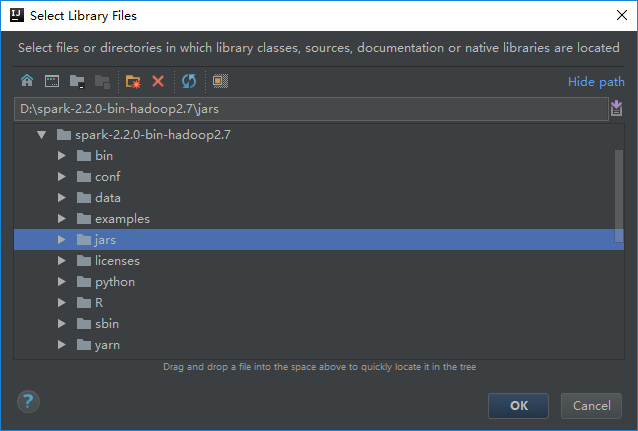 Select Library Files
Select files or directories in which library classes, sources, documentation or native libraries are located
Hide path
D:\spark-2.2.0-bin-hadoop2.7\jars
spark-2.2.0-bin-hadoop2.7
bin
conf
data
examples
jars
licenses
python
R
sbin
yarn
Drag and drop a file into the space above to quickly locate it in the tree
? OK Cancel